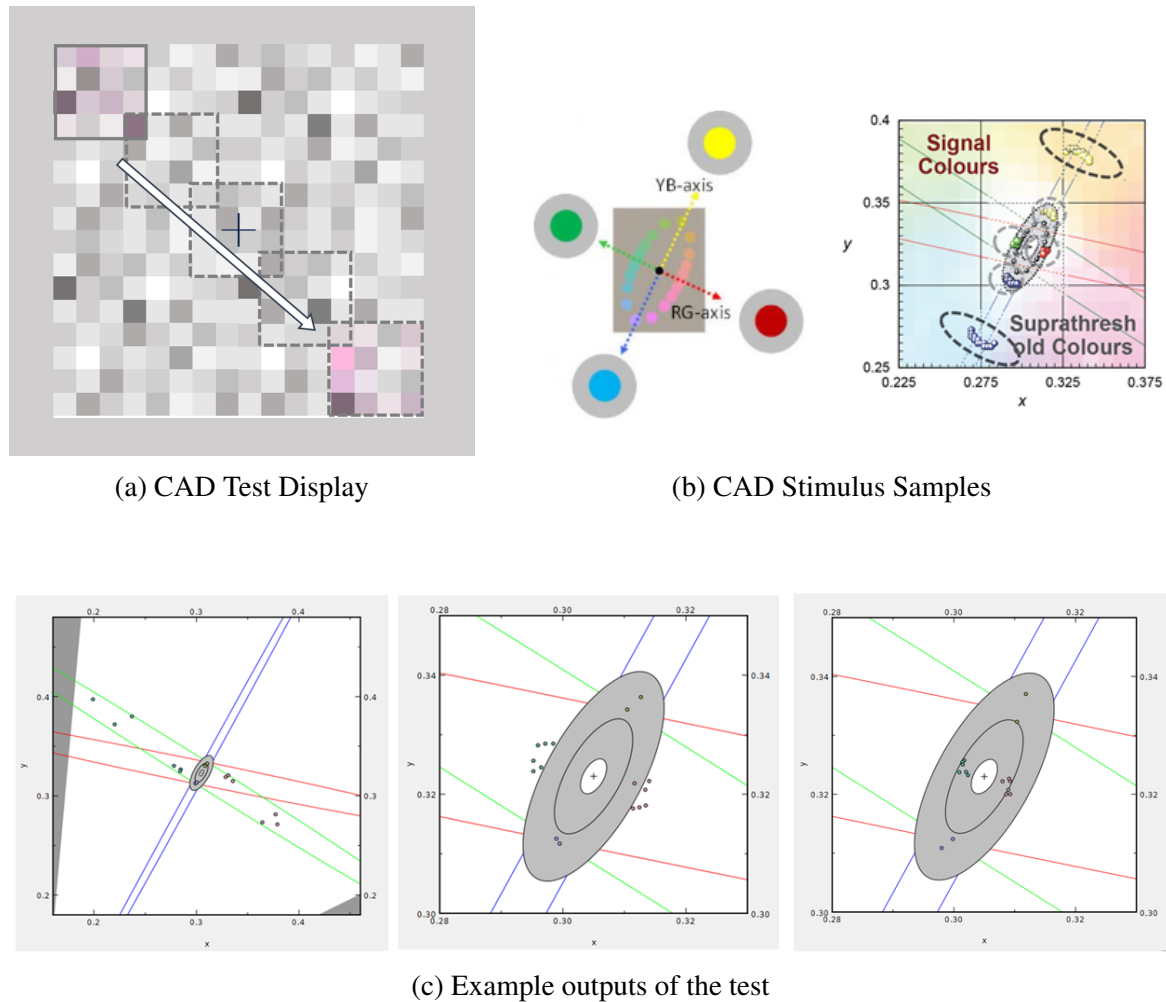 (a) CAD Test Display
YB-axis
RG-axis
Signal
Colours
Suprathresh
old Colours
0.4
0.35
y
0.3
0.25
0.225 0.275 0.325 0.375
x
(b) CAD Stimulus Samples
0.2 0.3 0.4
0.4 0.4
y 0.3 0.3
0.2 0.2
0.2 0.3 0.4
x
0.28 0.30 0.32
0.34 0.34
y 0.32 0.32
0.30 0.30
0.28 0.30 0.32
x
0.28 0.30 0.32
0.34 0.34
y 0.32 0.32
0.30 0.30
0.28 0.30 0.32
x
(c) Example outputs of the test